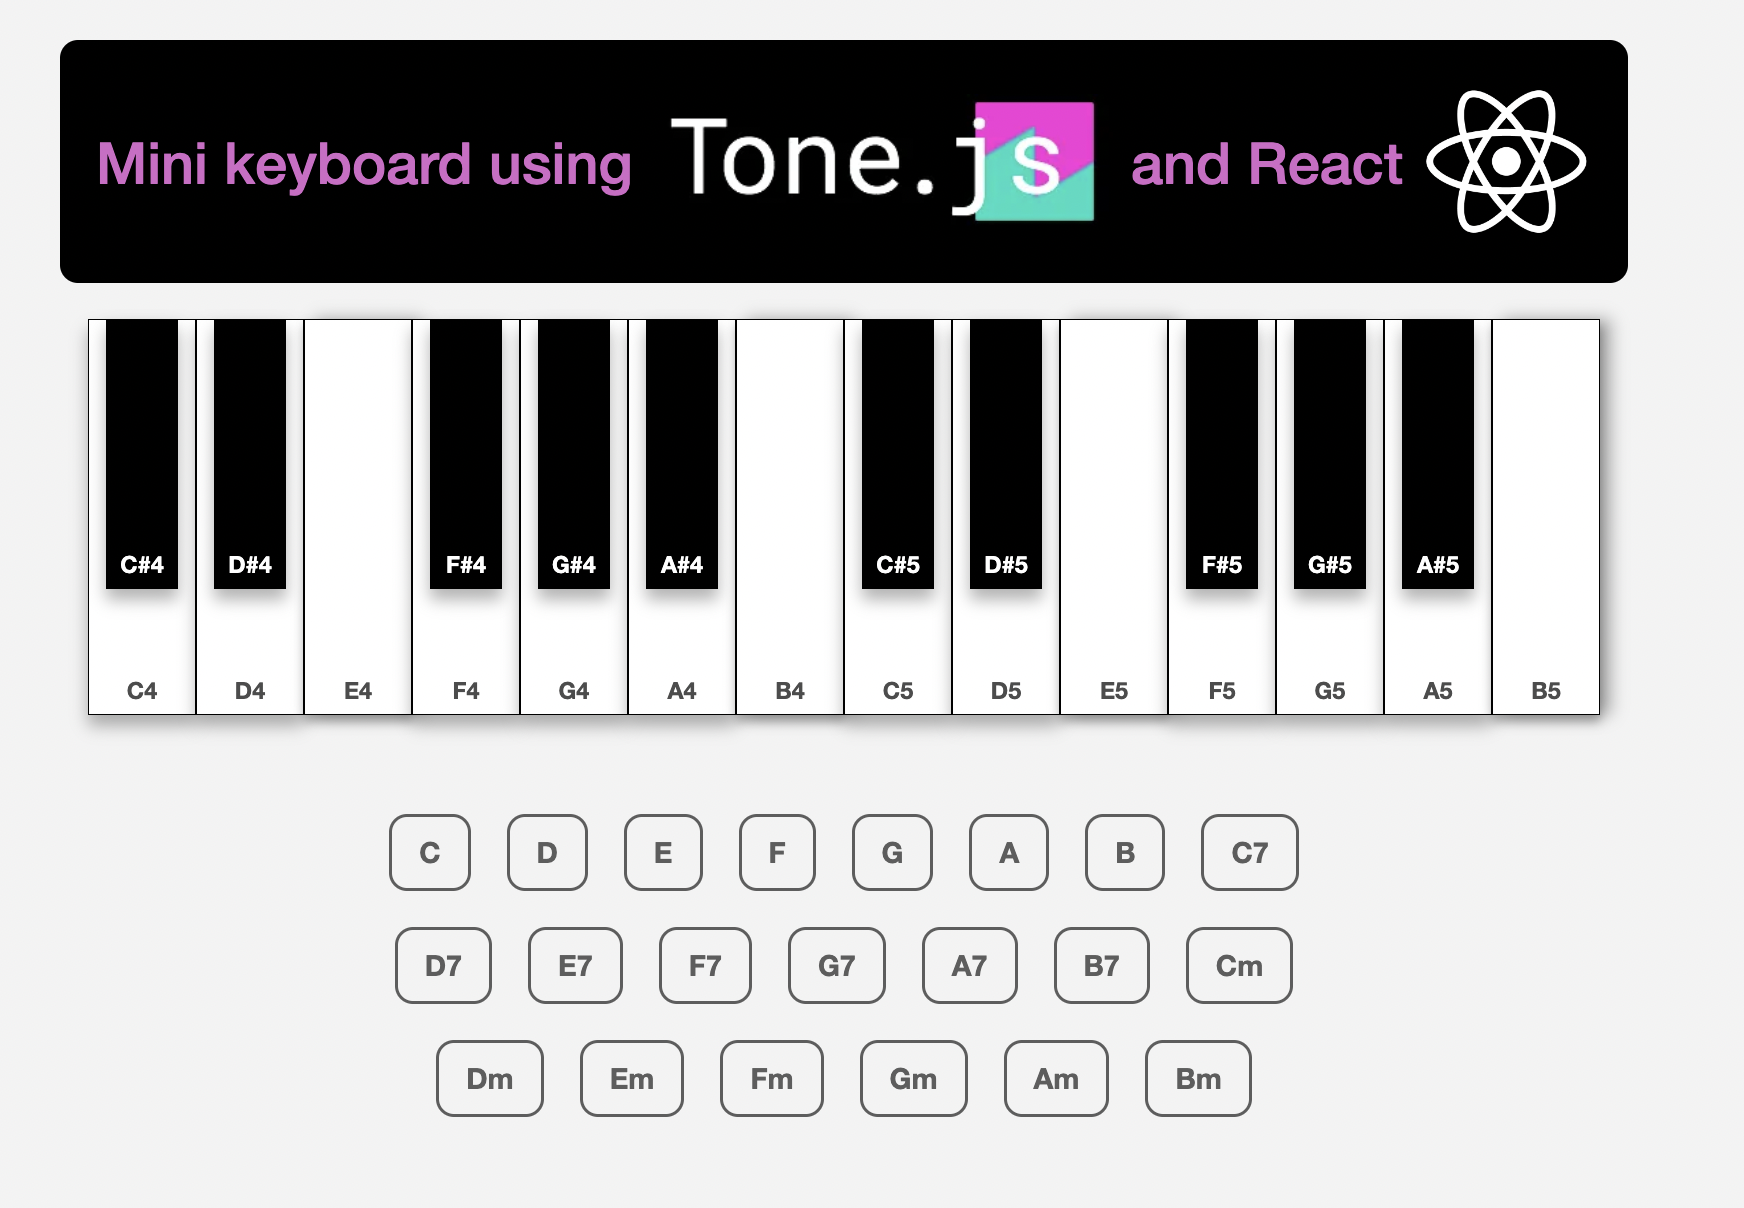 Mini keyboard using Tone.js and React
C#4 D#4 F#4 G#4 A#4 C#5 D#5 F#5 G#5 A#5
C4 D4 E4 F4 G4 A4 B4 C5 D5 E5 F5 G5 A5 B5
C D E F G A B C7
D7 E7 F7 G7 A7 B7 Cm
Dm Em Fm Gm Am Bm